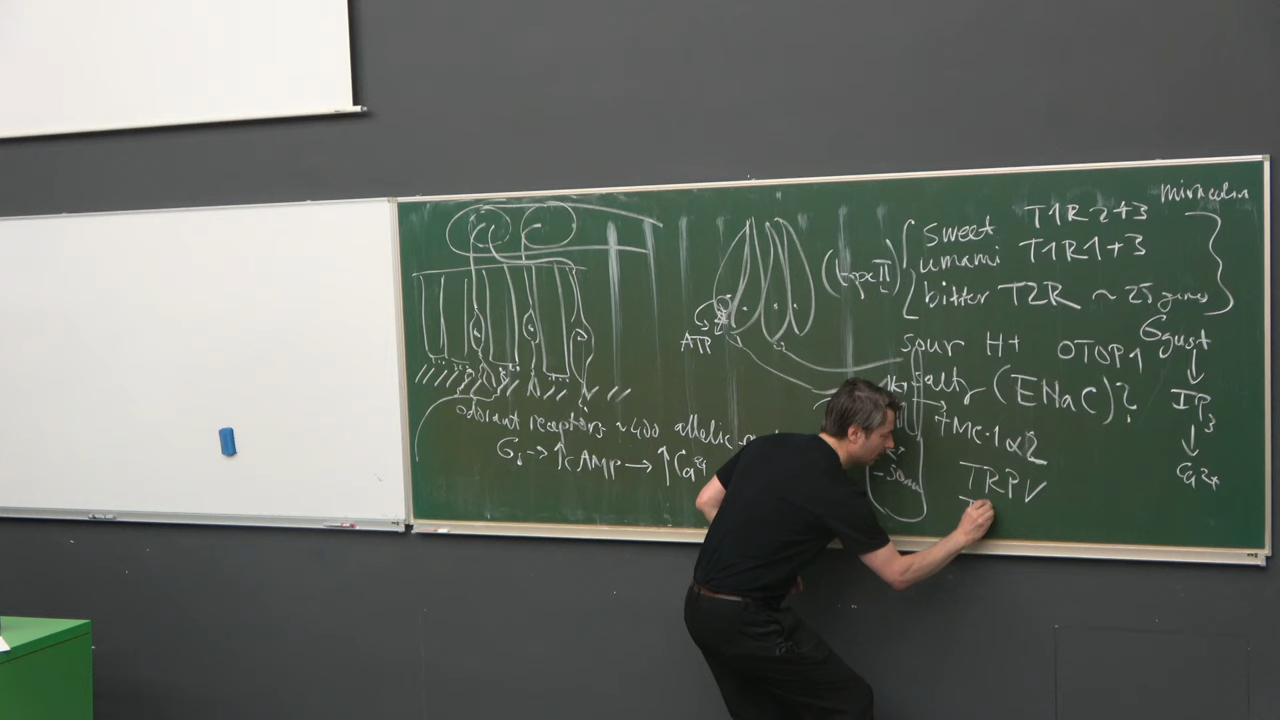 miraculin
sweet T1R2+3
umami T1R1+3
(type II)
bitter T2R ~25 genes
sour H+ OTOP1
Ggust
ATP
salty (ENaC)?
IP3
odorant receptors ~400 allelic
TMC-1 α2
→ ↑cAMP → ↑Ca2+
-50mV
TRPV
Ca2+